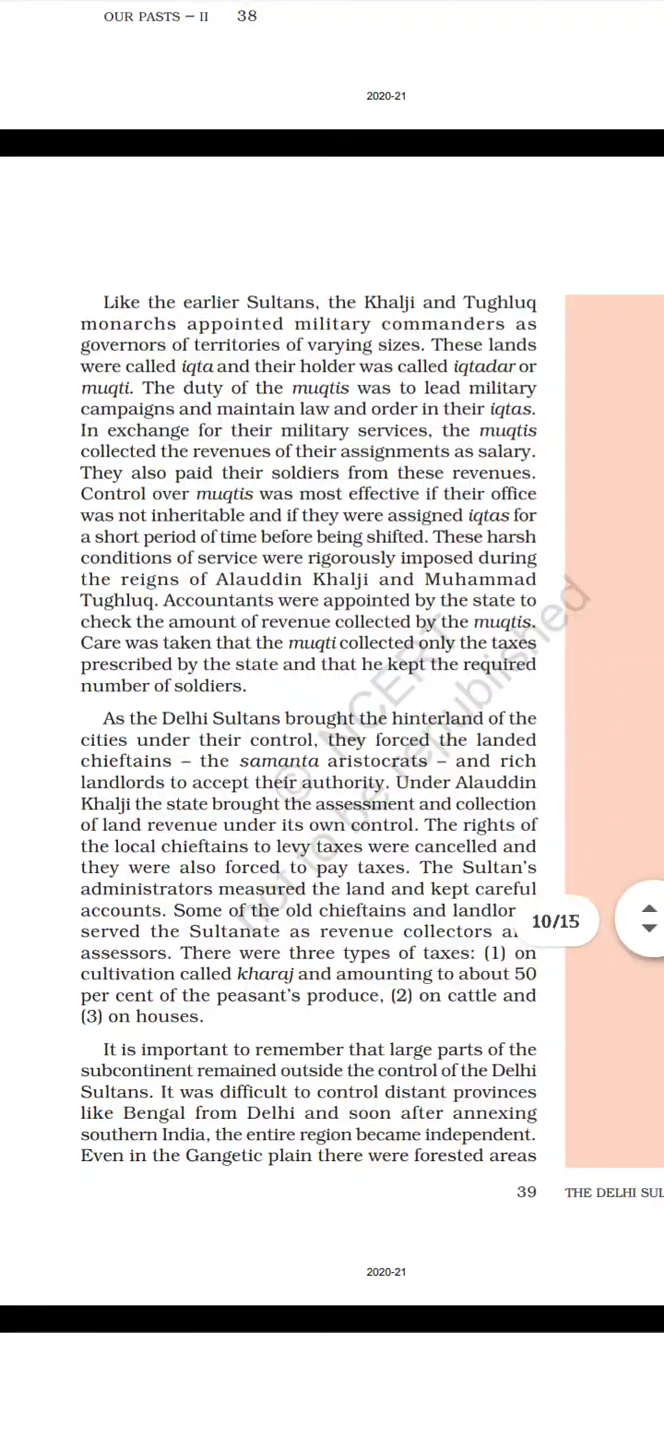 OUR PASTS – II 38
2020-21
Like the earlier Sultans, the Khalji and Tughluq
monarchs appointed military commanders as
governors of territories of varying sizes. These lands
were called iqta and their holder was called iqtadar or
muqti. The duty of the muqtis was to lead military
campaigns and maintain law and order in their iqtas.
In exchange for their military services, the muqtis
collected the revenues of their assignments as salary.
They also paid their soldiers from these revenues.
Control over muqtis was most effective if their office
was not inheritable and if they were assigned iqtas for
a short period of time before being shifted. These harsh
conditions of service were rigorously imposed during
the reigns of Alauddin Khalji and Muhammad
Tughluq. Accountants were appointed by the state to
check the amount of revenue collected by the muqtis.
Care was taken that the muqti collected only the taxes
prescribed by the state and that he kept the required
number of soldiers.
As the Delhi Sultans brought the hinterland of the
cities under their control, they forced the landed
chieftains – the samanta aristocrats – and rich
landlords to accept their authority. Under Alauddin
Khalji the state brought the assessment and collection
of land revenue under its own control. The rights of
the local chieftains to levy taxes were cancelled and
they were also forced to pay taxes. The Sultan's
administrators measured the land and kept careful
accounts. Some of the old chieftains and landlor
served the Sultanate as revenue collectors a
10/15
assessors. There were three types of taxes: (1) on
cultivation called kharaj and amounting to about 50
per cent of the peasant's produce, (2) on cattle and
(3) on houses.
It is important to remember that large parts of the
subcontinent remained outside the control of the Delhi
Sultans. It was difficult to control distant provinces
like Bengal from Delhi and soon after annexing
southern India, the entire region became independent.
Even in the Gangetic plain there were forested areas
39 THE DELHI SUL
2020-21
© NCERT
not to be republished